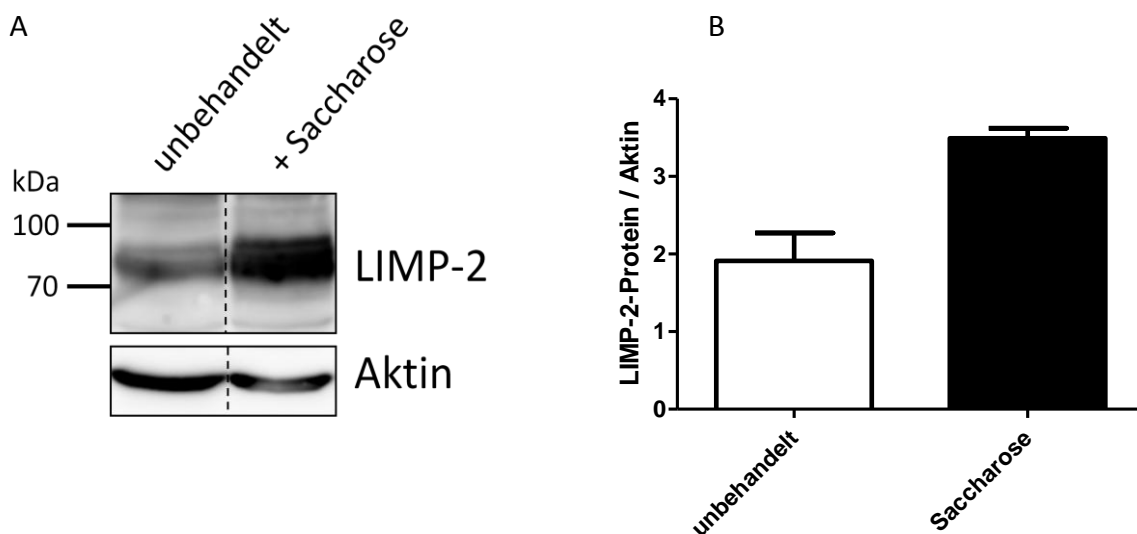 A
unbehandelt
+ Saccharose
kDa
100
70
LIMP-2
Aktin
B
LIMP-2-Protein / Aktin
4
3
2
1
0
unbehandelt
Saccharose